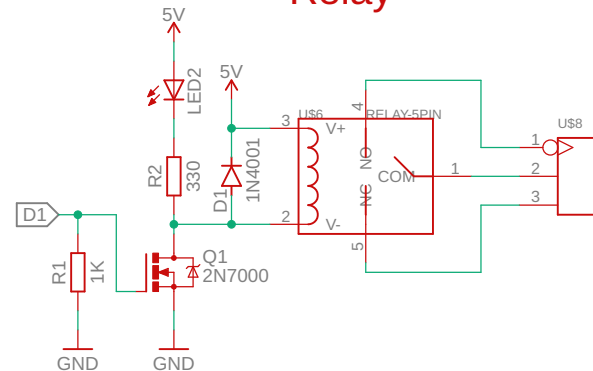 Relay
5V
LED2
5V
R2
330
D1
1N4001
U$6
RELAY-5PIN
3
V+
4
NO
COM
1
NC
2
V-
5
U$8
1
2
3
D1
R1
1K
Q1
2N7000
GND
GND